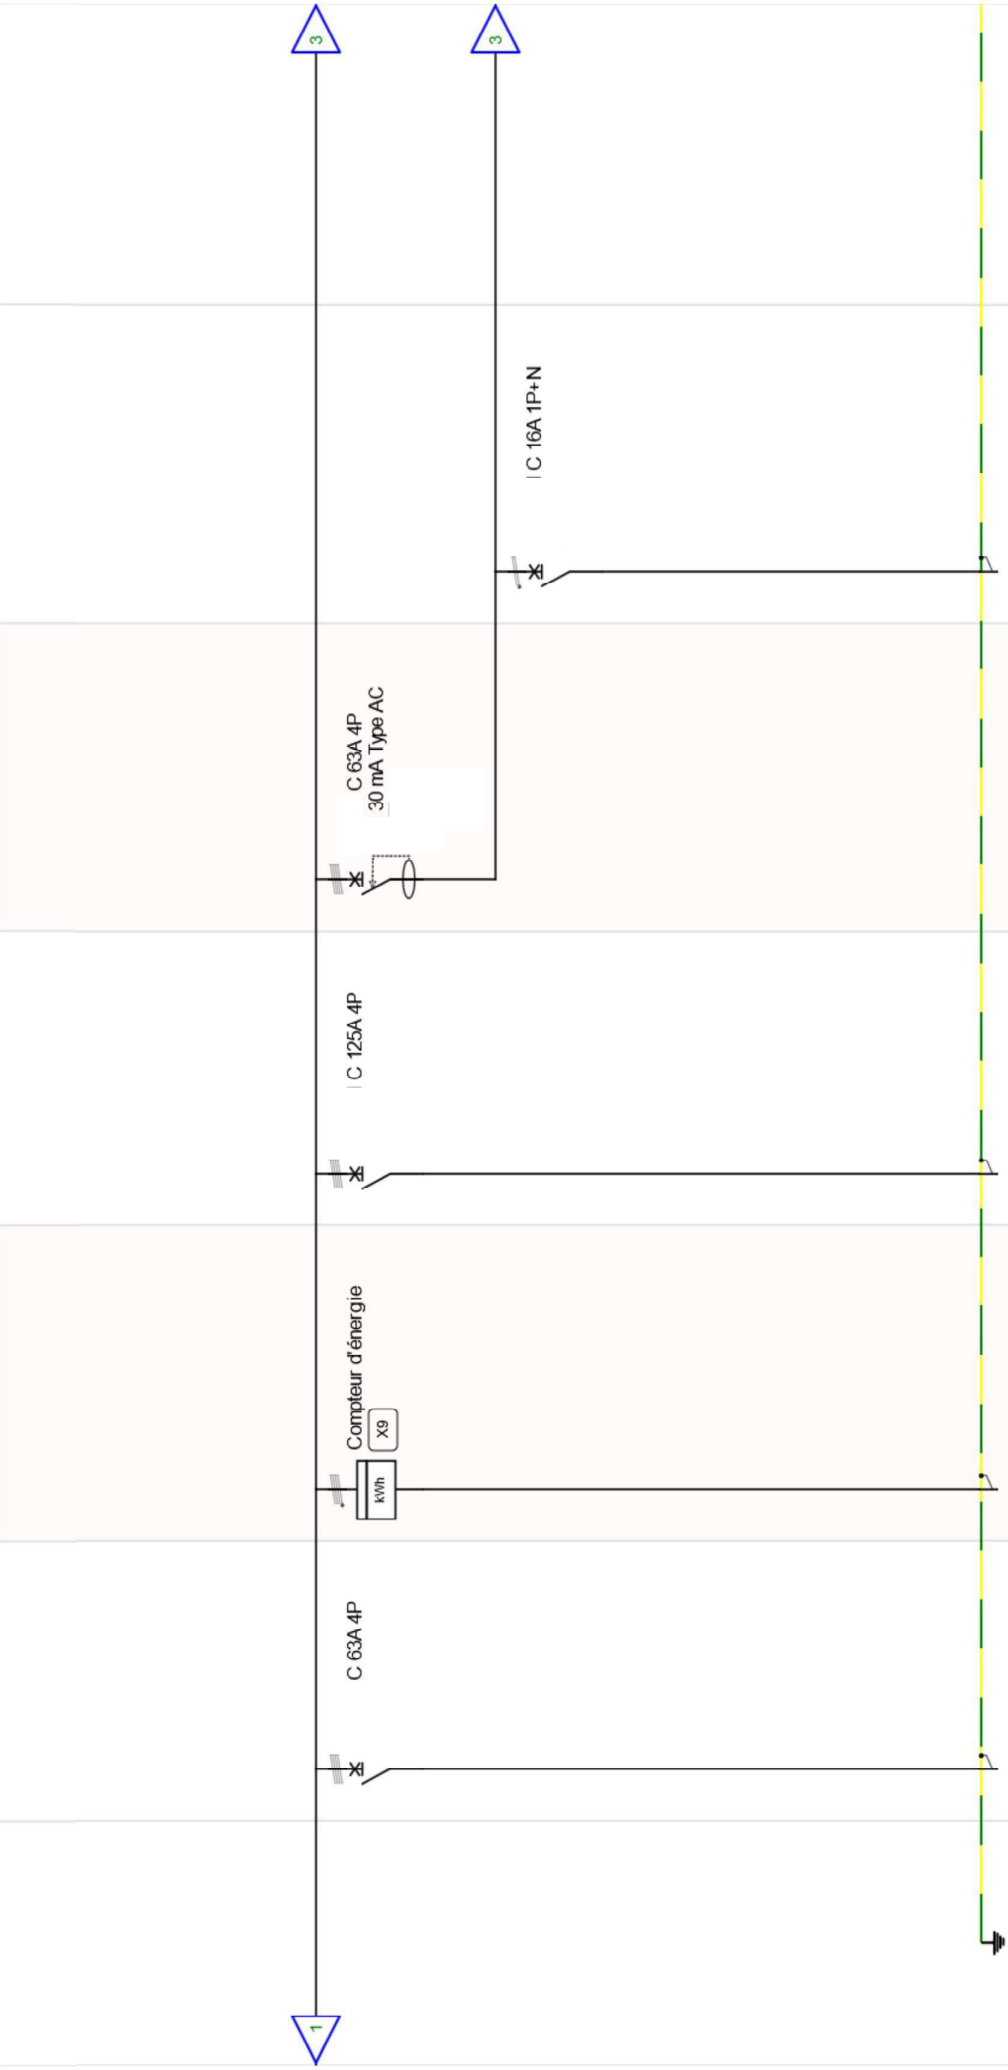 1
C 63A 4P
kWh
Compteur d'énergie
X9
C 125A 4P
C 63A 4P
30 mA Type AC
C 16A 1P+N
3
3